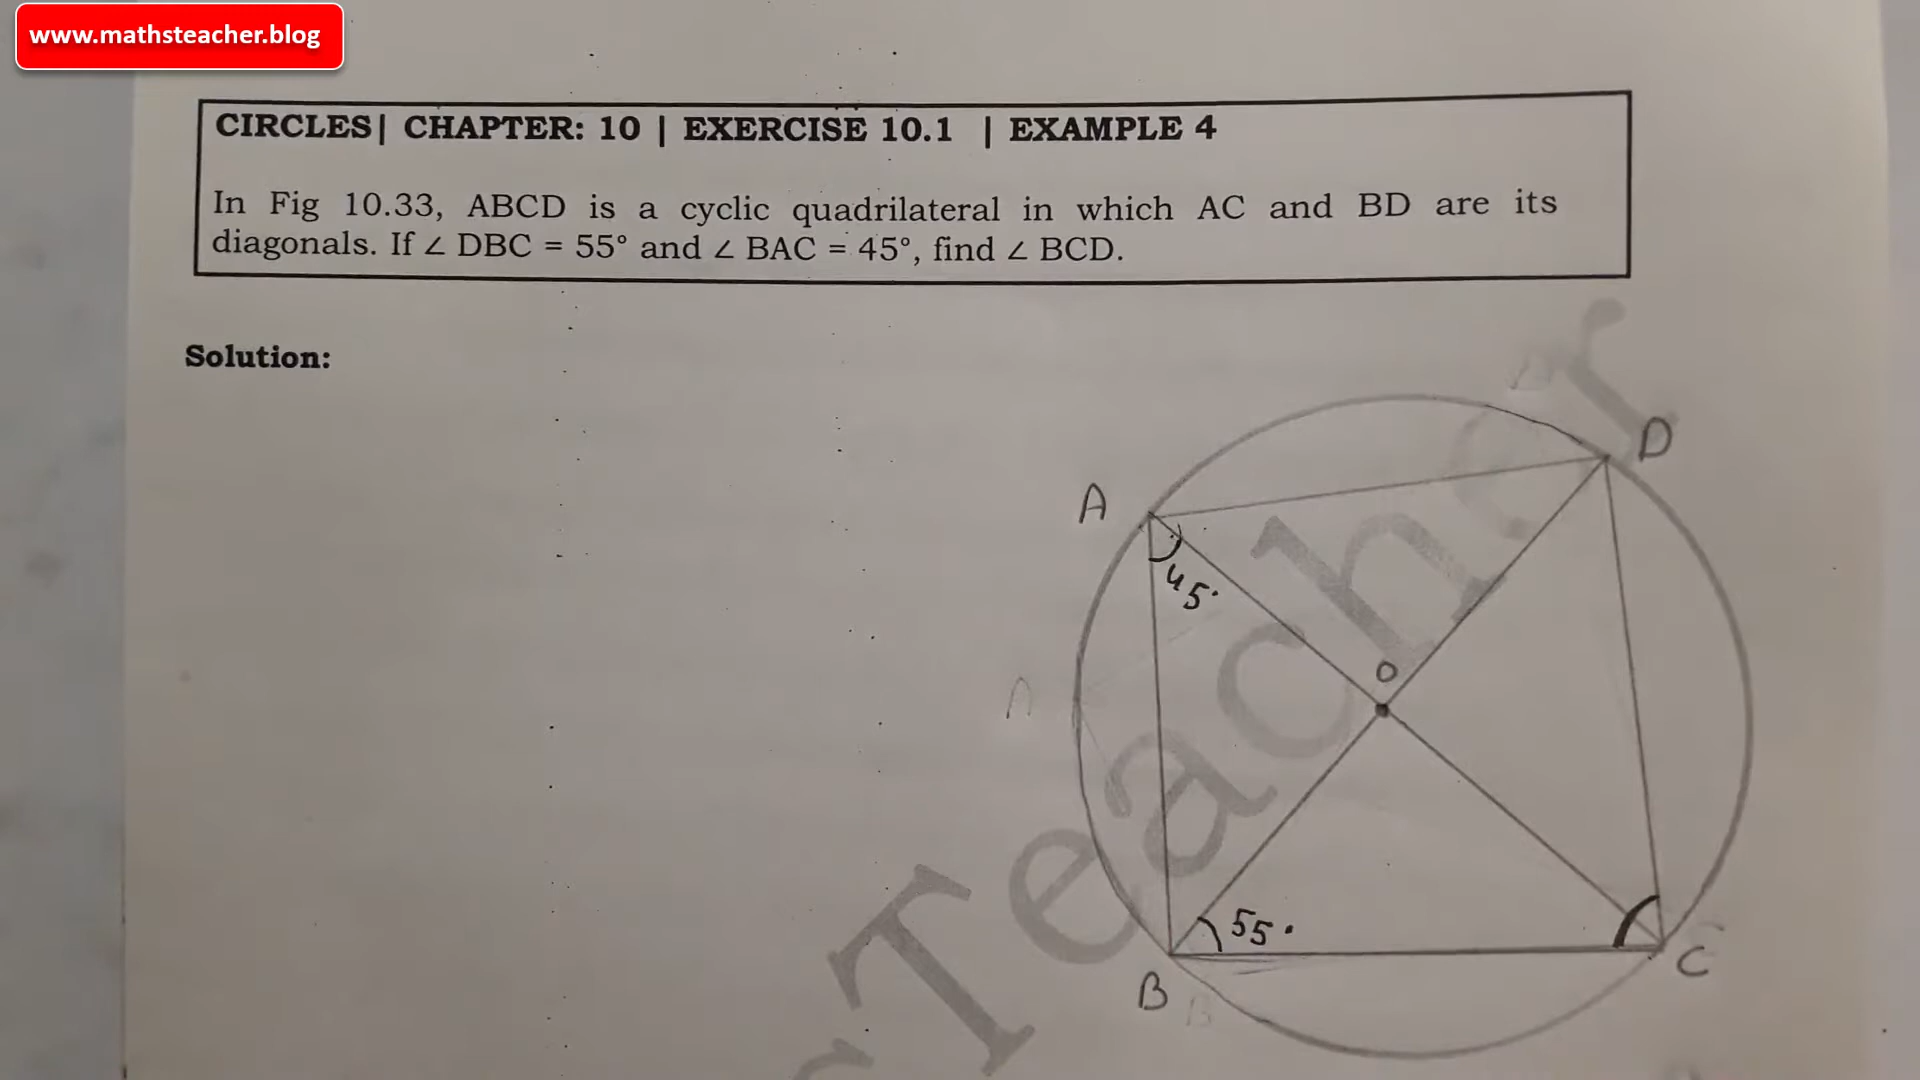 www.mathsteacher.blog
CIRCLES| CHAPTER: 10 | EXERCISE 10.1 | EXAMPLE 4
In Fig 10.33, ABCD is a cyclic quadrilateral in which AC and BD are its
diagonals. If ∠ DBC = 55° and ∠ BAC = 45°, find ∠ BCD.
Solution:
D
A
45°
O
55°
C
B
Teacher